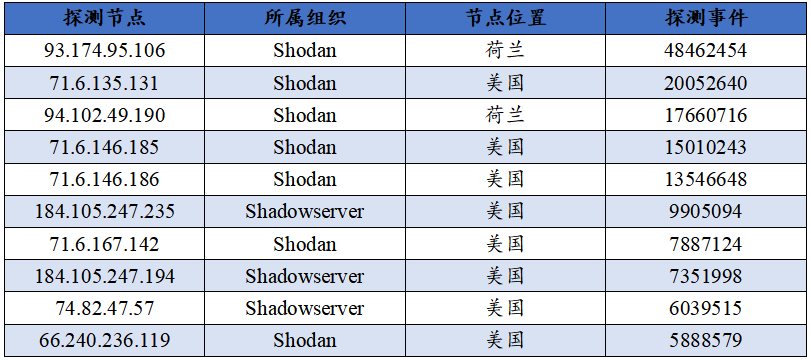 探测节点 所属组织 节点位置 探测事件
93.174.95.106 Shodan 荷兰 48462454
71.6.135.131 Shodan 美国 20052640
94.102.49.190 Shodan 荷兰 17660716
71.6.146.185 Shodan 美国 15010243
71.6.146.186 Shodan 美国 13546648
184.105.247.235 Shadowserver 美国 9905094
71.6.167.142 Shodan 美国 7887124
184.105.247.194 Shadowserver 美国 7351998
74.82.47.57 Shadowserver 美国 6039515
66.240.236.119 Shodan 美国 5888579